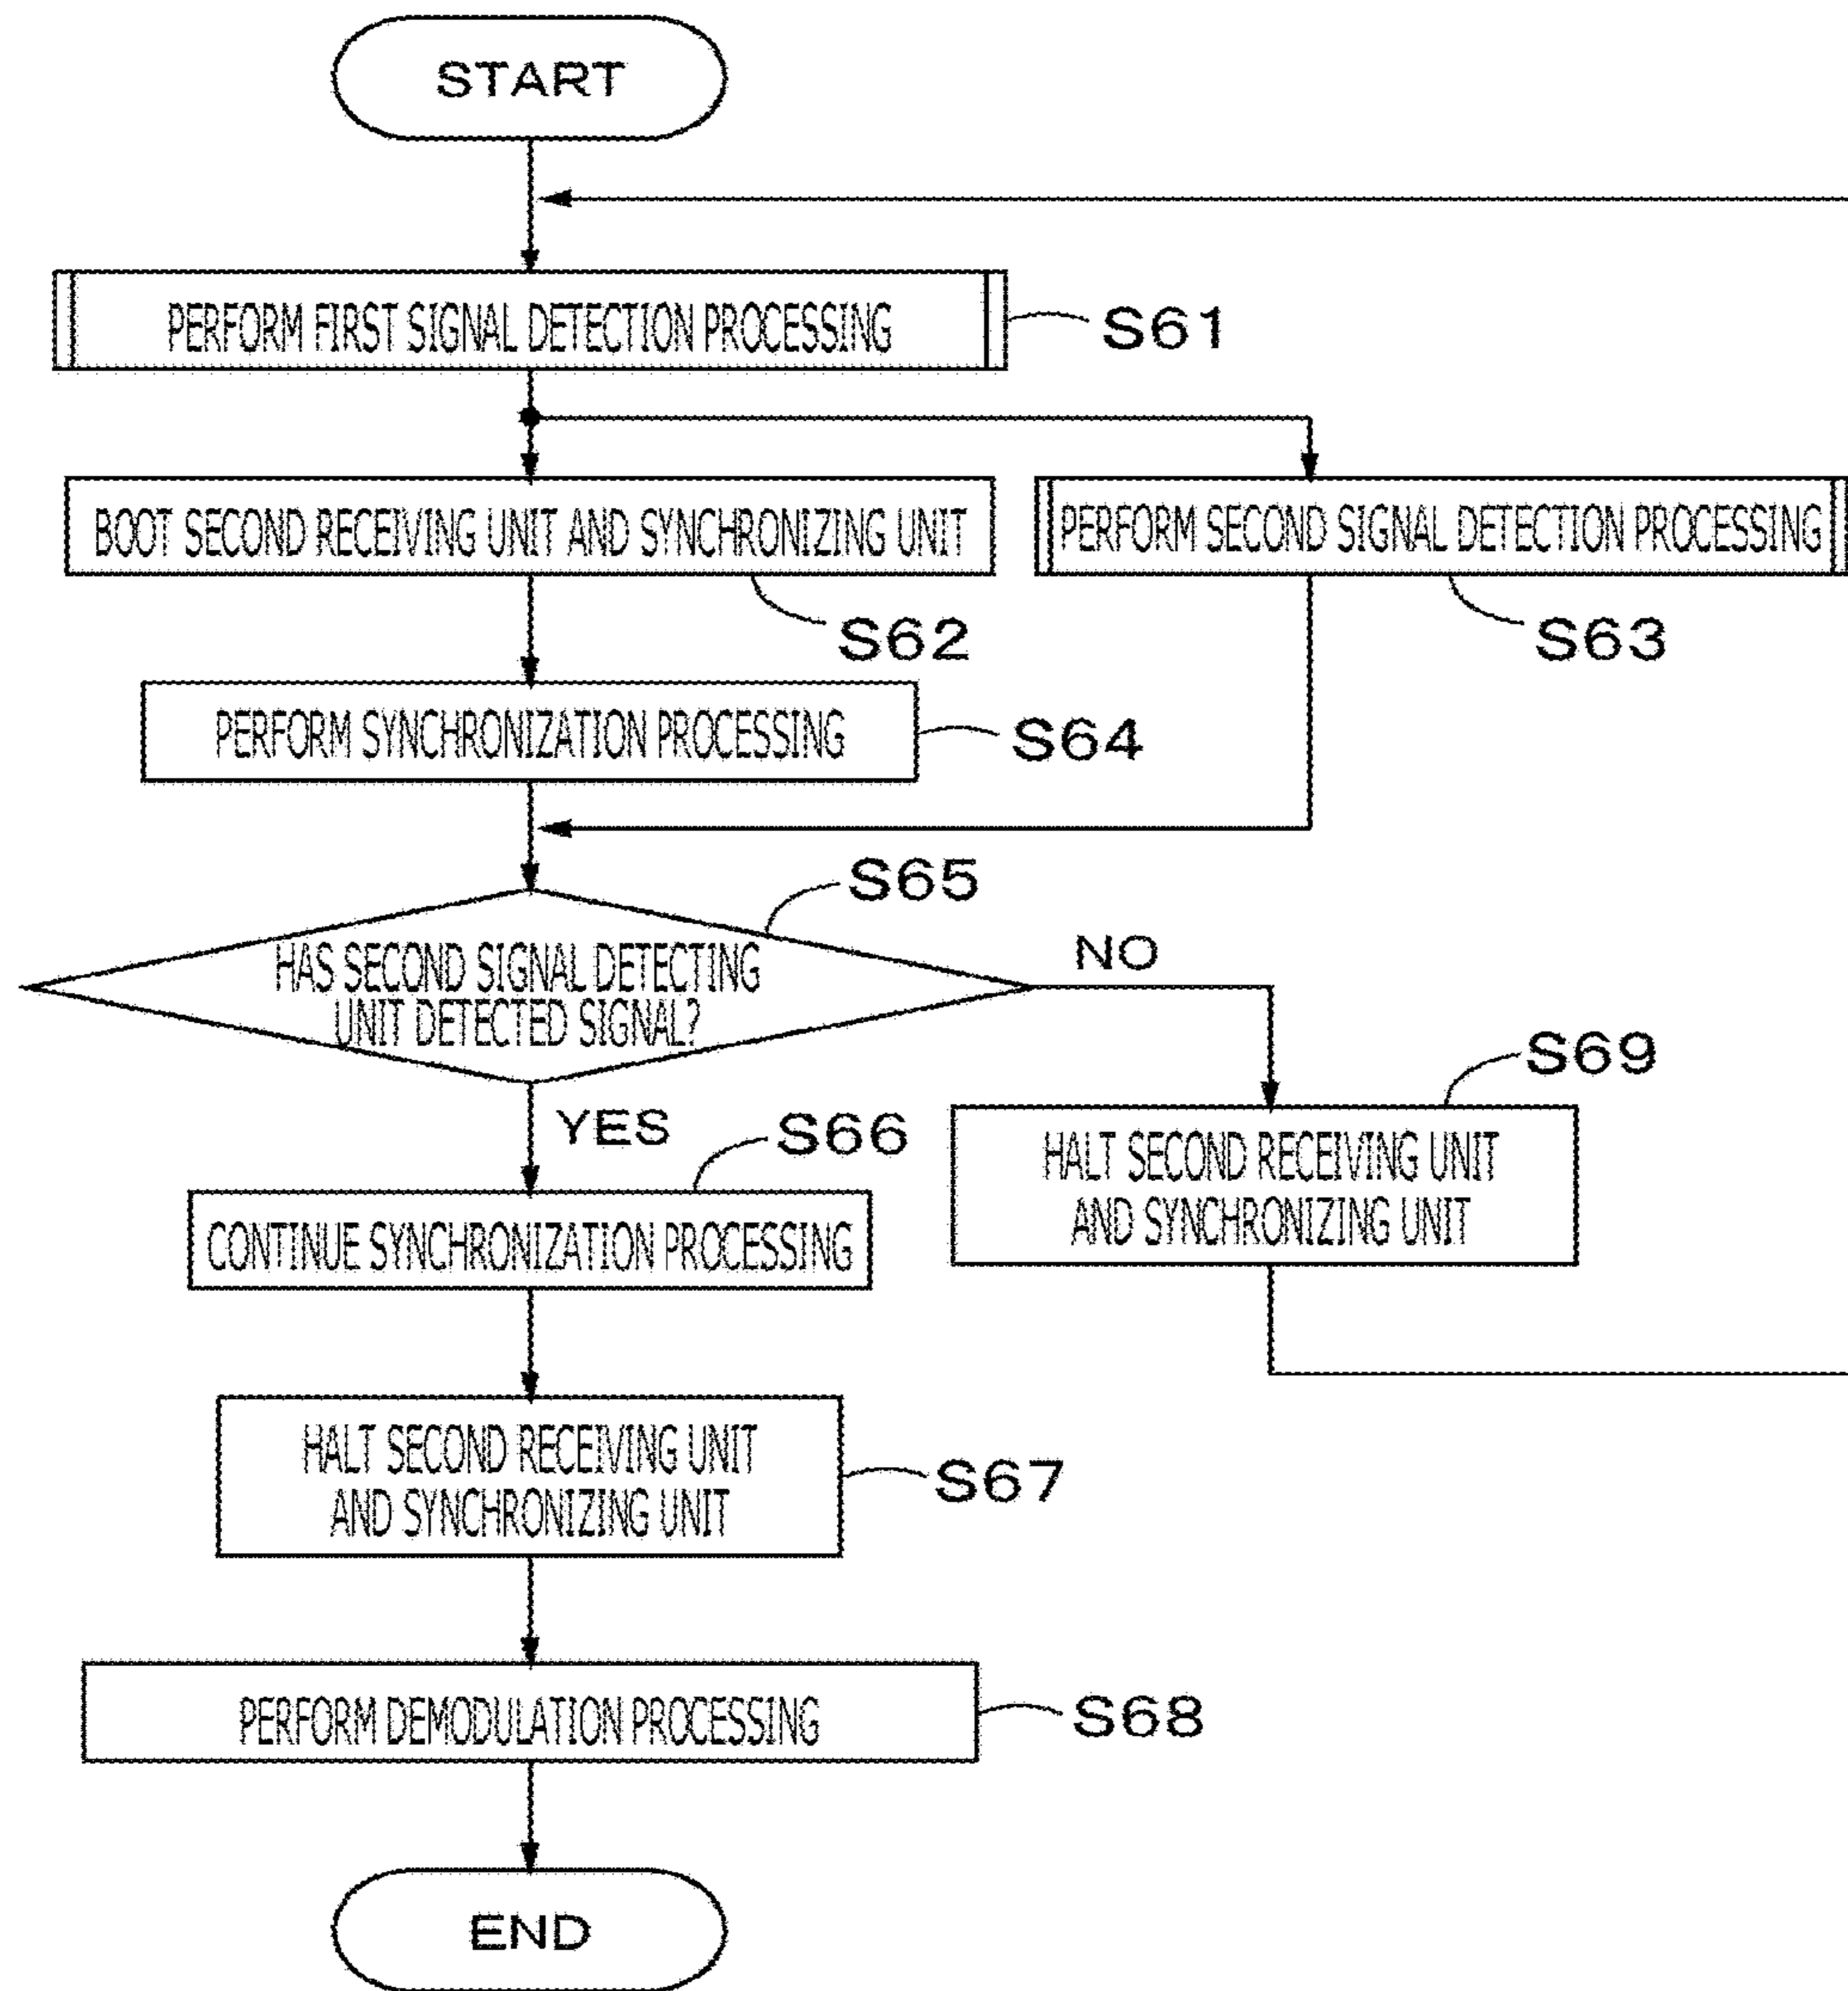 START
PERFORM FIRST SIGNAL DETECTION PROCESSING
S61
BOOT SECOND RECEIVING UNIT AND SYNCHRONIZING UNIT
S62
PERFORM SECOND SIGNAL DETECTION PROCESSING
S63
PERFORM SYNCHRONIZATION PROCESSING
S64
S65
HAS SECOND SIGNAL DETECTING
UNIT DETECTED SIGNAL?
NO
YES
S66
CONTINUE SYNCHRONIZATION PROCESSING
S69
HALT SECOND RECEIVING UNIT
AND SYNCHRONIZING UNIT
HALT SECOND RECEIVING UNIT
AND SYNCHRONIZING UNIT
S67
PERFORM DEMODULATION PROCESSING
S68
END